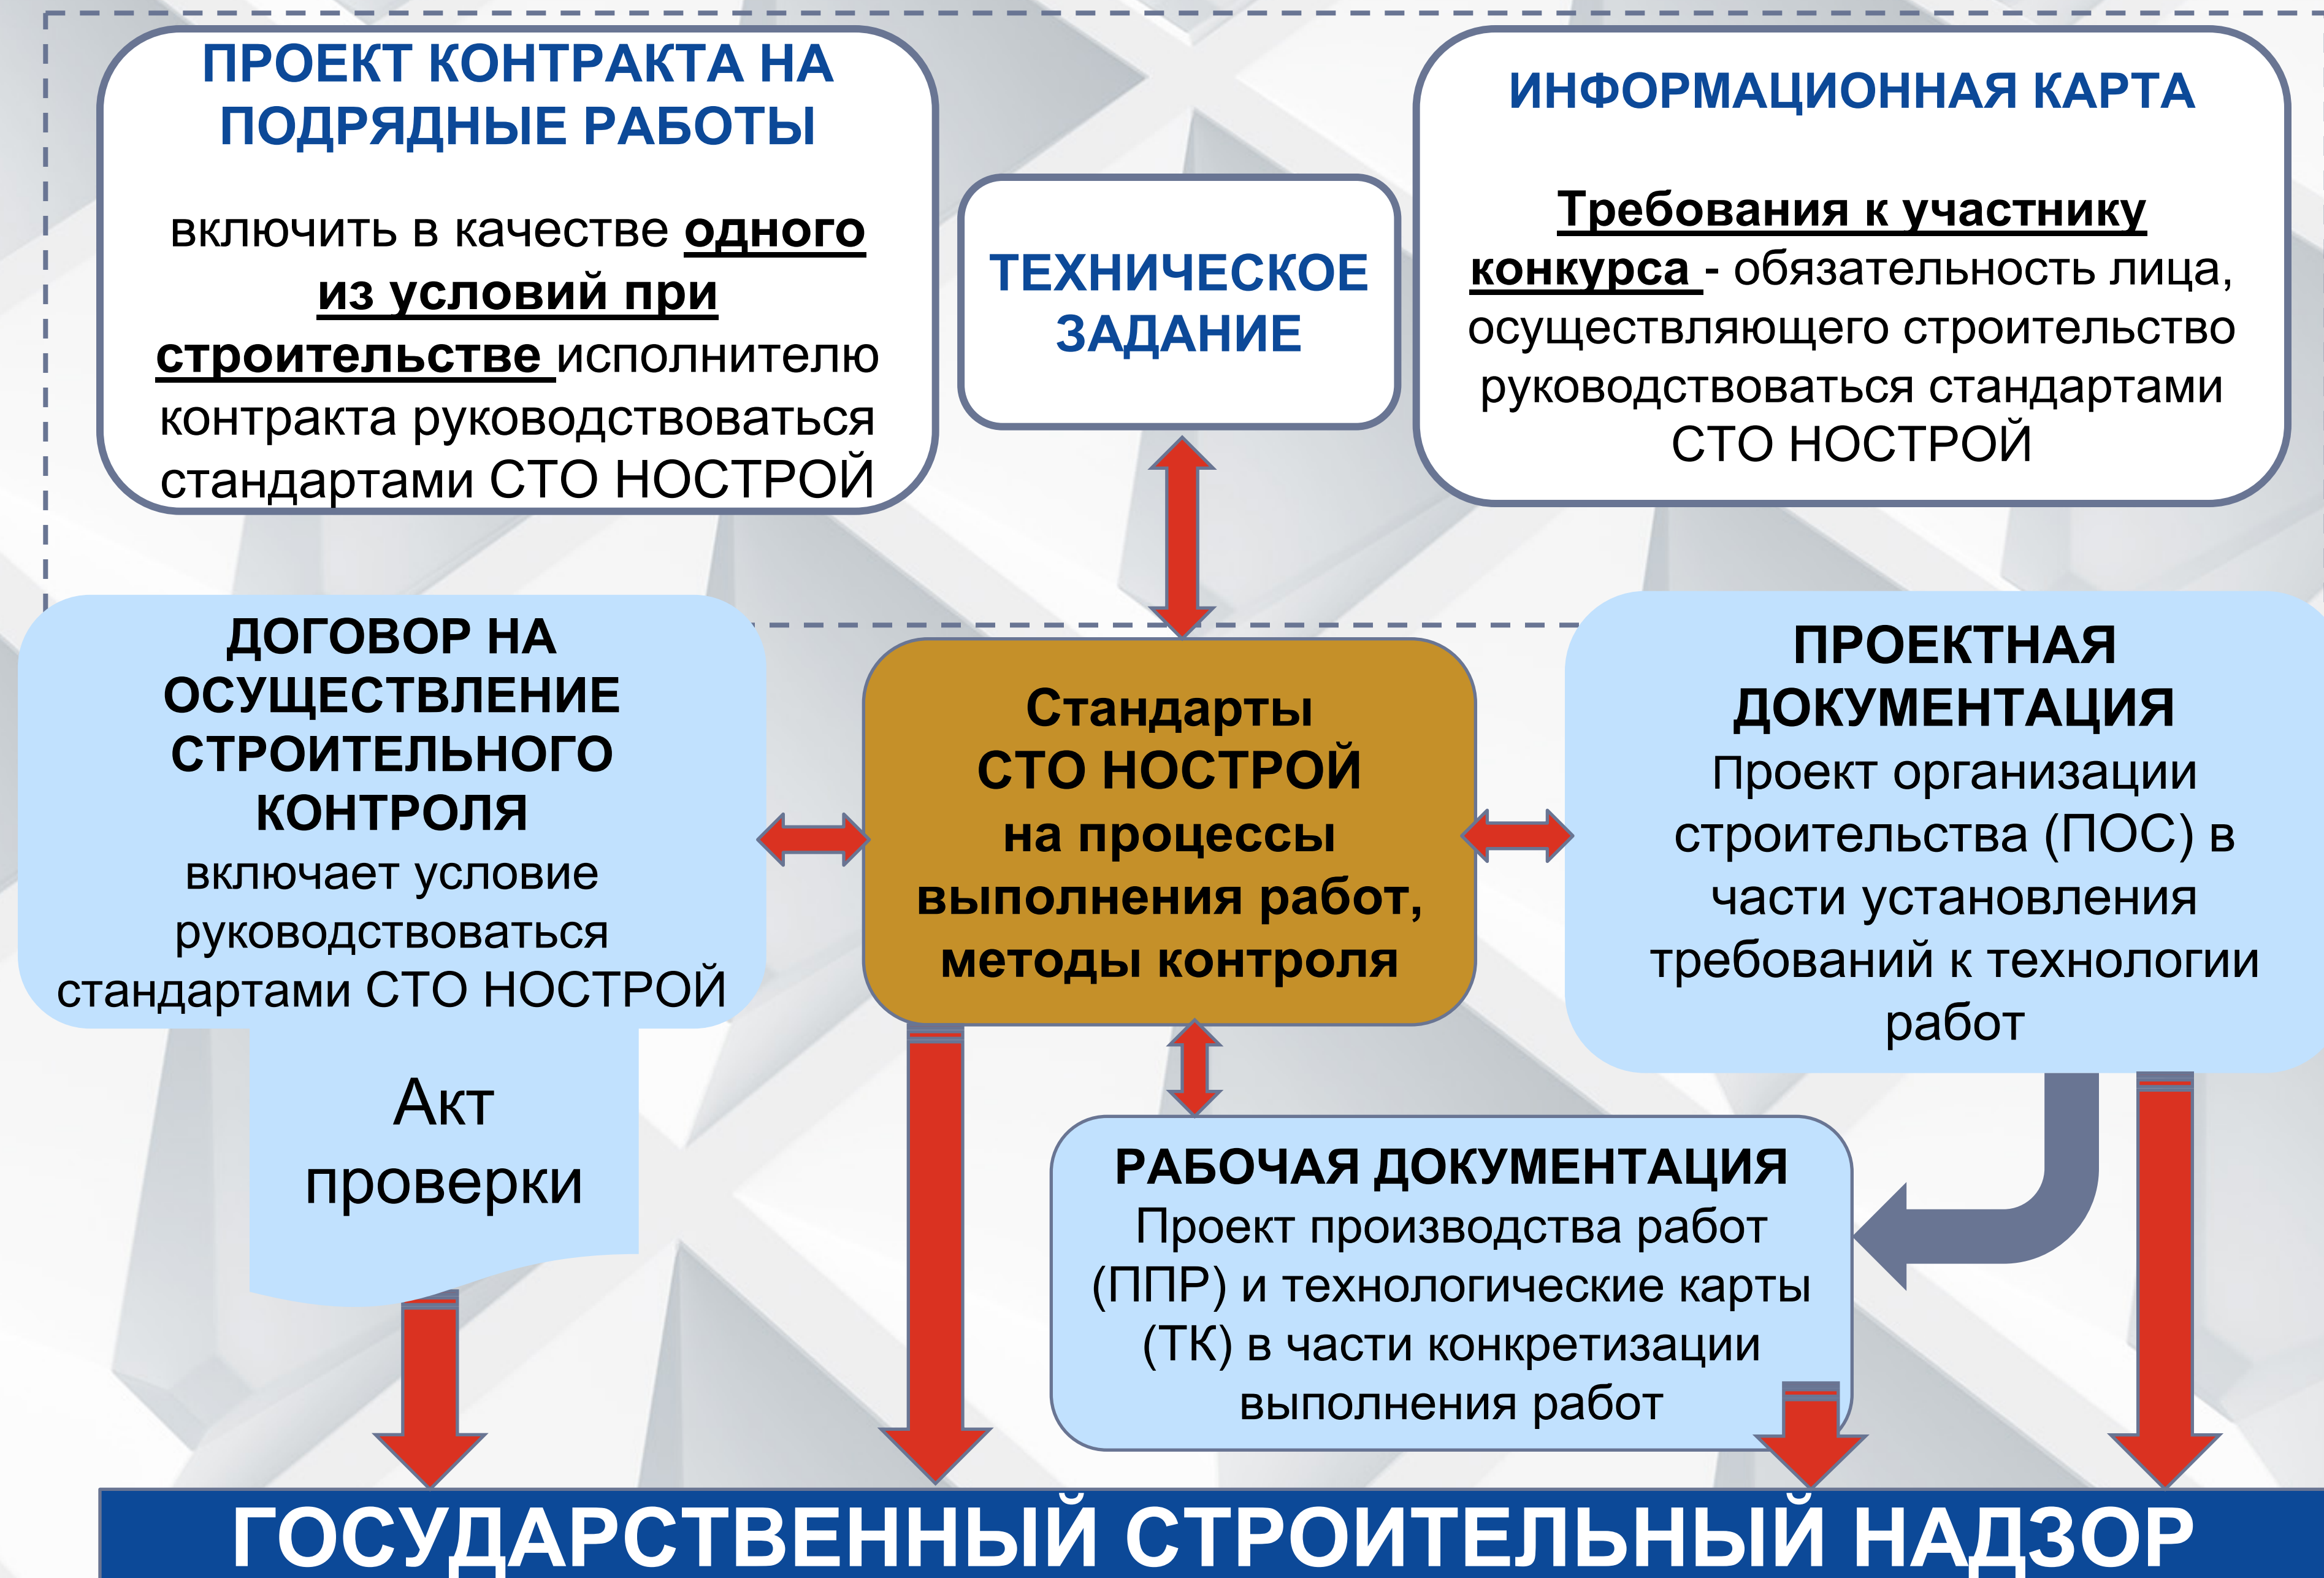 ПРОЕКТ КОНТРАКТА НА
ПОДРЯДНЫЕ РАБОТЫ
включить в качестве одного
из условий при
строительстве исполнителю
контракта руководствоваться
стандартами СТО НОСТРОЙ
ТЕХНИЧЕСКОЕ
ЗАДАНИЕ
ИНФОРМАЦИОННАЯ КАРТА
Требования к участнику
конкурса - обязательность лица,
осуществляющего строительство
руководствоваться стандартами
СТО НОСТРОЙ
ДОГОВОР НА
ОСУЩЕСТВЛЕНИЕ
СТРОИТЕЛЬНОГО
КОНТРОЛЯ
включает условие
руководствоваться
стандартами СТО НОСТРОЙ
Акт
проверки
Стандарты
СТО НОСТРОЙ
на процессы
выполнения работ,
методы контроля
ПРОЕКТНАЯ
ДОКУМЕНТАЦИЯ
Проект организации
строительства (ПОС) в
части установления
требований к технологии
работ
РАБОЧАЯ ДОКУМЕНТАЦИЯ
Проект производства работ
(ППР) и технологические карты
(ТК) в части конкретизации
выполнения работ
ГОСУДАРСТВЕННЫЙ СТРОИТЕЛЬНЫЙ НАДЗОР